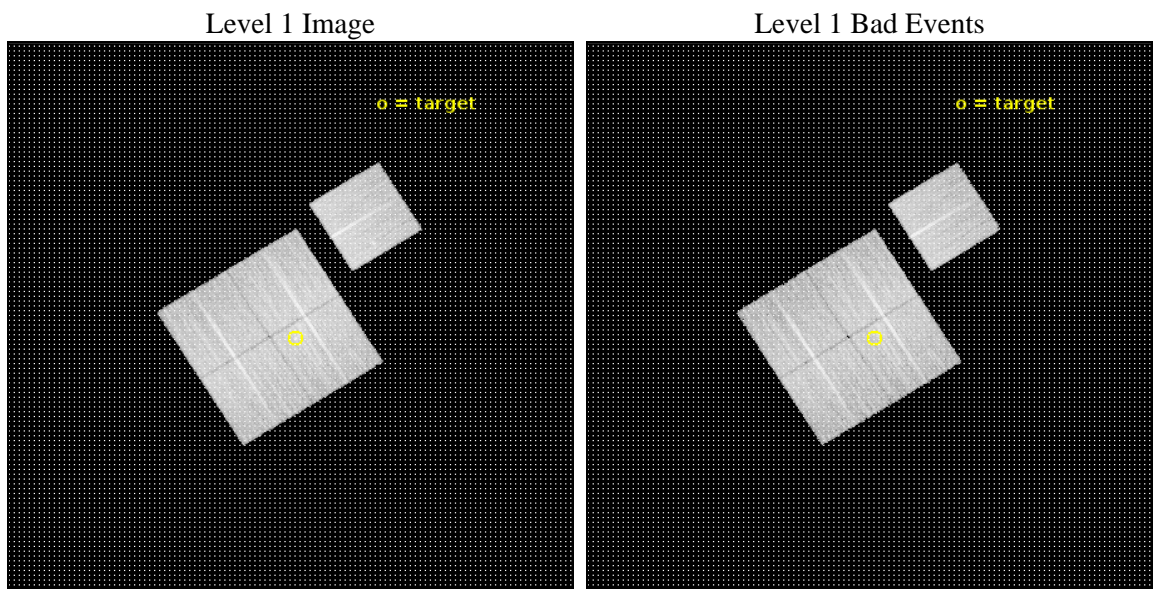 Level 1 Image
Level 1 Bad Events
o = target
o = target